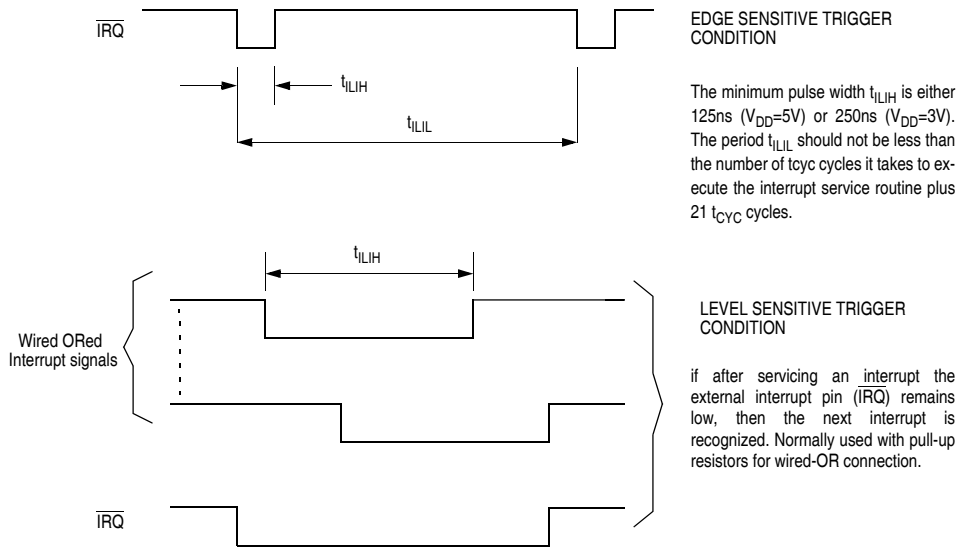 IRQ
EDGE SENSITIVE TRIGGER
CONDITION
tILIH
tILIL
The minimum pulse width tILIH is either
125ns (VDD=5V) or 250ns (VDD=3V).
The period tILIL should not be less than
the number of tcyc cycles it takes to ex-
ecute the interrupt service routine plus
21 tCYC cycles.
tILIH
Wired ORed
Interrupt signals
LEVEL SENSITIVE TRIGGER
CONDITION
if after servicing an interrupt the
external interrupt pin (IRQ) remains
low, then the next interrupt is
recognized. Normally used with pull-up
resistors for wired-OR connection.
IRQ